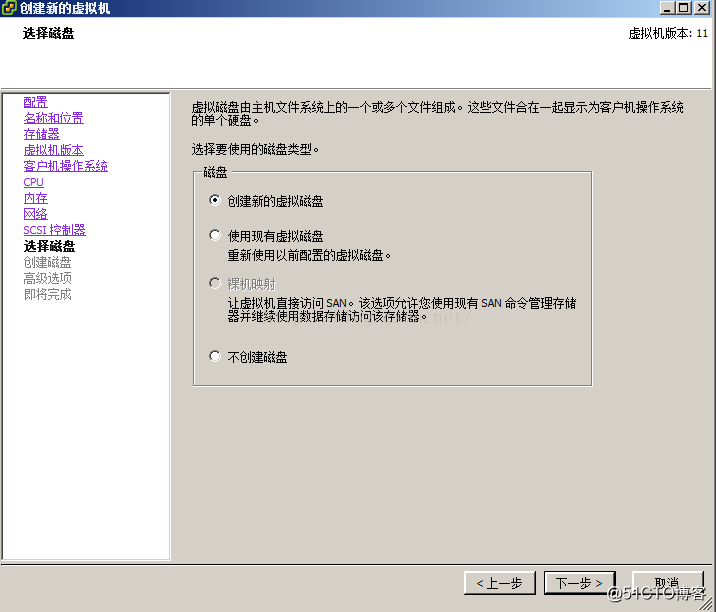 创建新的虚拟机
选择磁盘
虚拟机版本: 11
配置
名称和位置
存储器
虚拟机版本
客户机操作系统
CPU
内存
网络
SCSI 控制器
选择磁盘
创建磁盘
高级选项
即将完成
虚拟磁盘由主机文件系统上的一个或多个文件组成。这些文件合在一起显示为客户机操作系统
的单个硬盘。
选择要使用的磁盘类型。
磁盘
创建新的虚拟磁盘
使用现有虚拟磁盘
重新使用以前配置的虚拟磁盘。
裸机映射
让虚拟机直接访问 SAN。该选项允许您使用现有 SAN 命令管理存储
器并继续使用数据存储访问该存储器。
不创建磁盘
< 上一步
下一步 >
取消
@51CTO博客